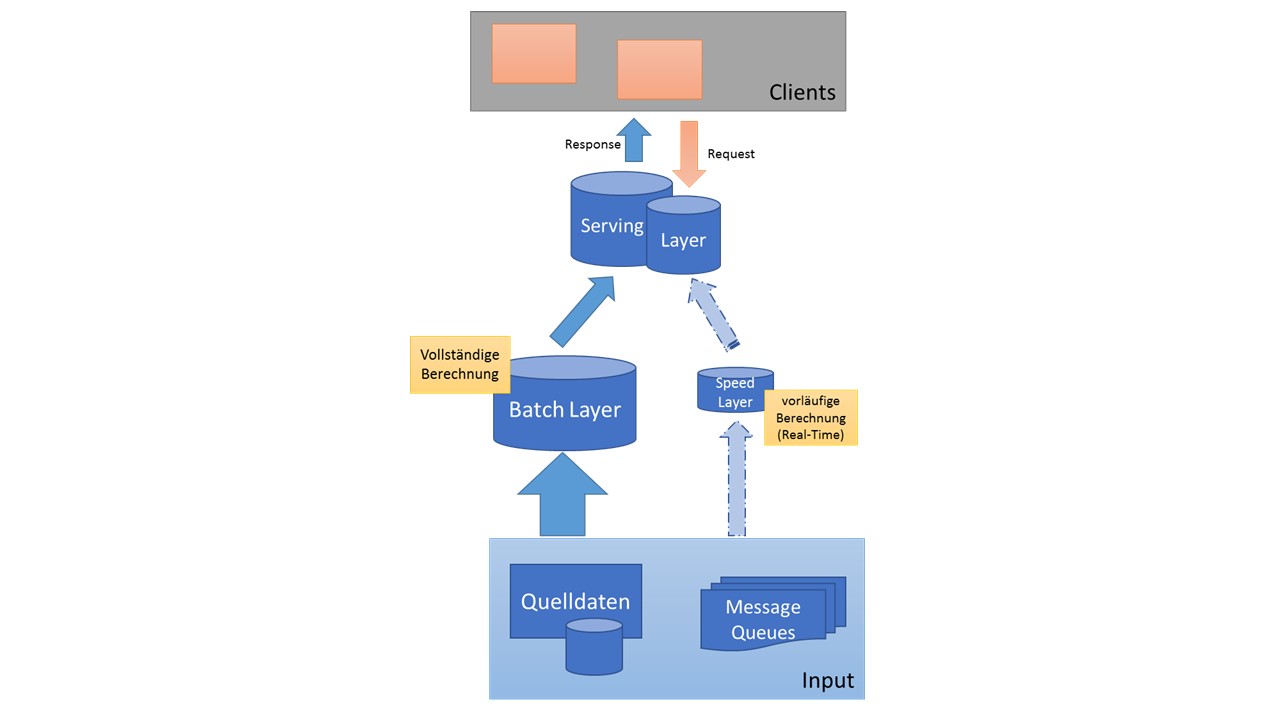 Clients
Response
Request
Serving
Layer
Vollständige
Berechnung
Batch Layer
Speed
Layer
vorläufige
Berechnung
(Real-Time)
Quelldaten
Message
Queues
Input